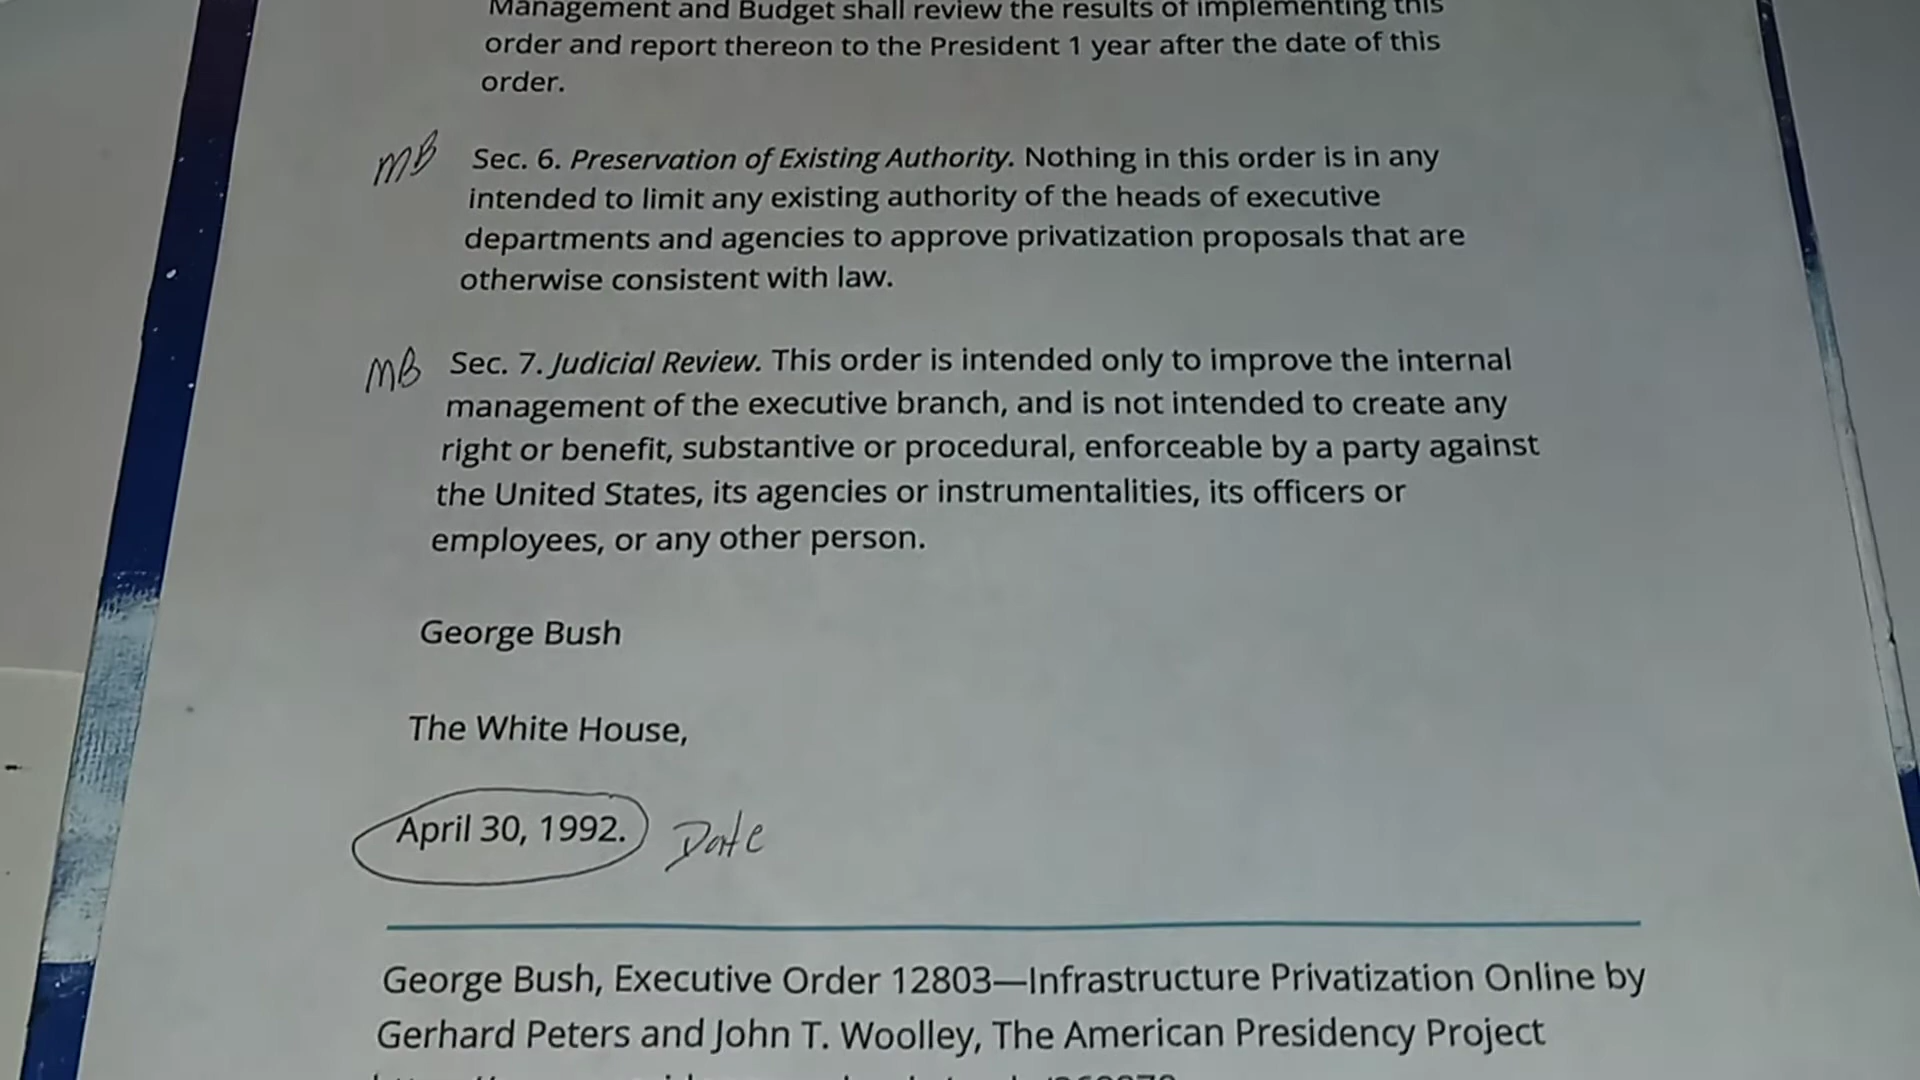 Management and Budget shall review the results of implementing this
order and report thereon to the President 1 year after the date of this
order.
MB Sec. 6. Preservation of Existing Authority. Nothing in this order is in any
intended to limit any existing authority of the heads of executive
departments and agencies to approve privatization proposals that are
otherwise consistent with law.
MB Sec. 7. Judicial Review. This order is intended only to improve the internal
management of the executive branch, and is not intended to create any
right or benefit, substantive or procedural, enforceable by a party against
the United States, its agencies or instrumentalities, its officers or
employees, or any other person.
George Bush
The White House,
April 30, 1992. Date
George Bush, Executive Order 12803—Infrastructure Privatization Online by
Gerhard Peters and John T. Woolley, The American Presidency Project